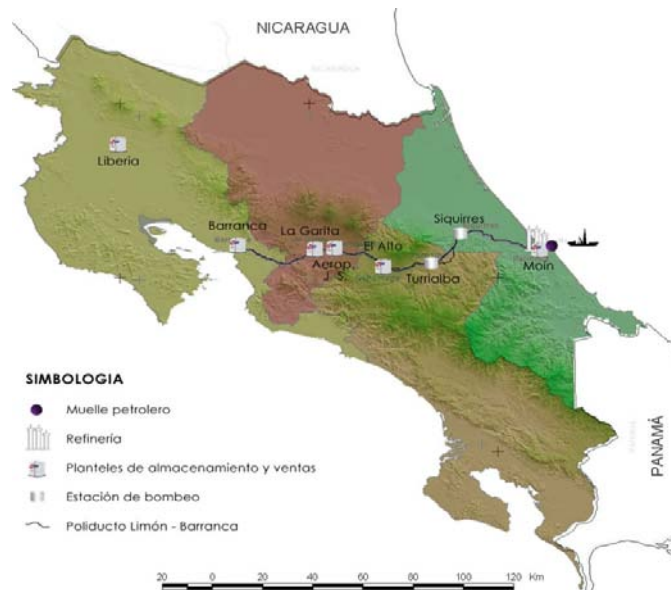 NICARAGUA
Liberia
Siquirres
Barranca
La Garita
El Alto
Moín
Aerop.
J. S.
Turrialba
SIMBOLOGIA
Muelle petrolero
Refinería
Planteles de almacenamiento y ventas
Estación de bombeo
Poliducto Limón - Barranca
PANAMÁ
20 0 20 40 60 80 100 120 Km